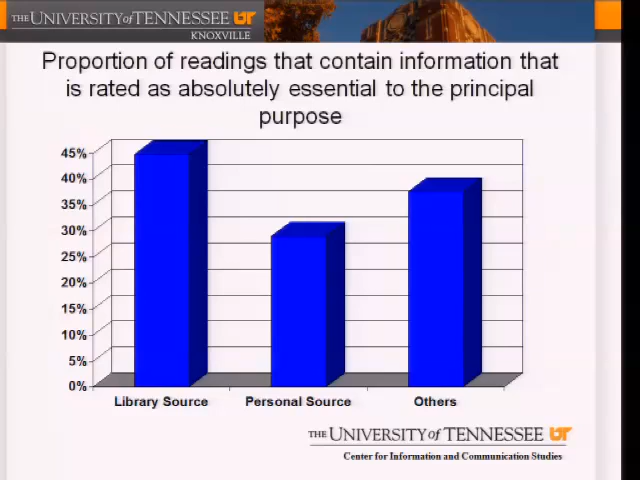 THE UNIVERSITY of TENNESSEE UT
KNOXVILLE
Proportion of readings that contain information that
is rated as absolutely essential to the principal
purpose
45%
40%
35%
30%
25%
20%
15%
10%
5%
0%
Library Source
Personal Source
Others
THE UNIVERSITY of TENNESSEE UT
Center for Information and Communication Studies